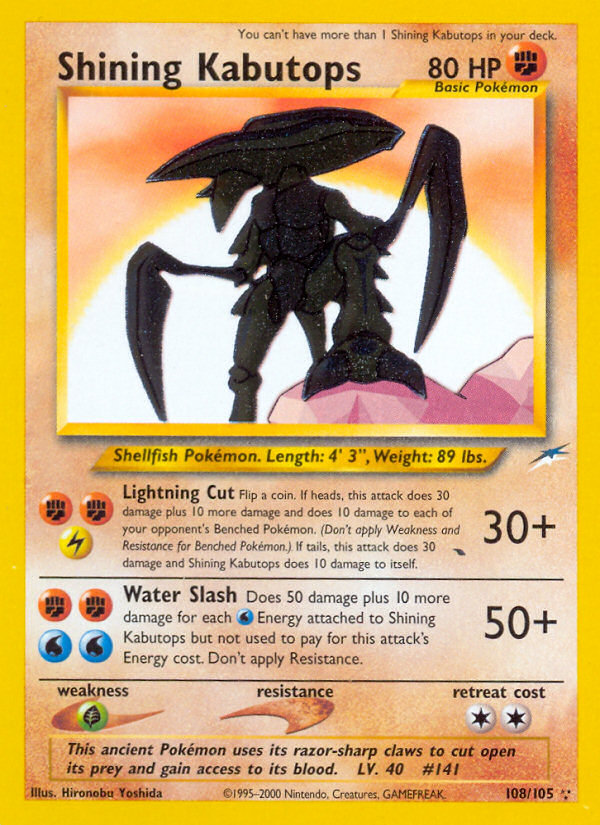 You can't have more than 1 Shining Kabutops in your deck.
Shining Kabutops
80 HP
Basic Pokémon
Shellfish Pokémon. Length: 4' 3", Weight: 89 lbs.
Lightning Cut Flip a coin. If heads, this attack does 30
damage plus 10 more damage and does 10 damage to each of
your opponent's Benched Pokémon. (Don't apply Weakness and
Resistance for Benched Pokémon.) If tails, this attack does 30
damage and Shining Kabutops does 10 damage to itself.
30+
Water Slash Does 50 damage plus 10 more
damage for each Energy attached to Shining
Kabutops but not used to pay for this attack's
Energy cost. Don't apply Resistance.
50+
weakness
resistance
retreat cost
This ancient Pokémon uses its razor-sharp claws to cut open
its prey and gain access to its blood. LV. 40 #141
Illus. Hironobu Yoshida
©1995–2000 Nintendo, Creatures, GAMEFREAK.
108/105